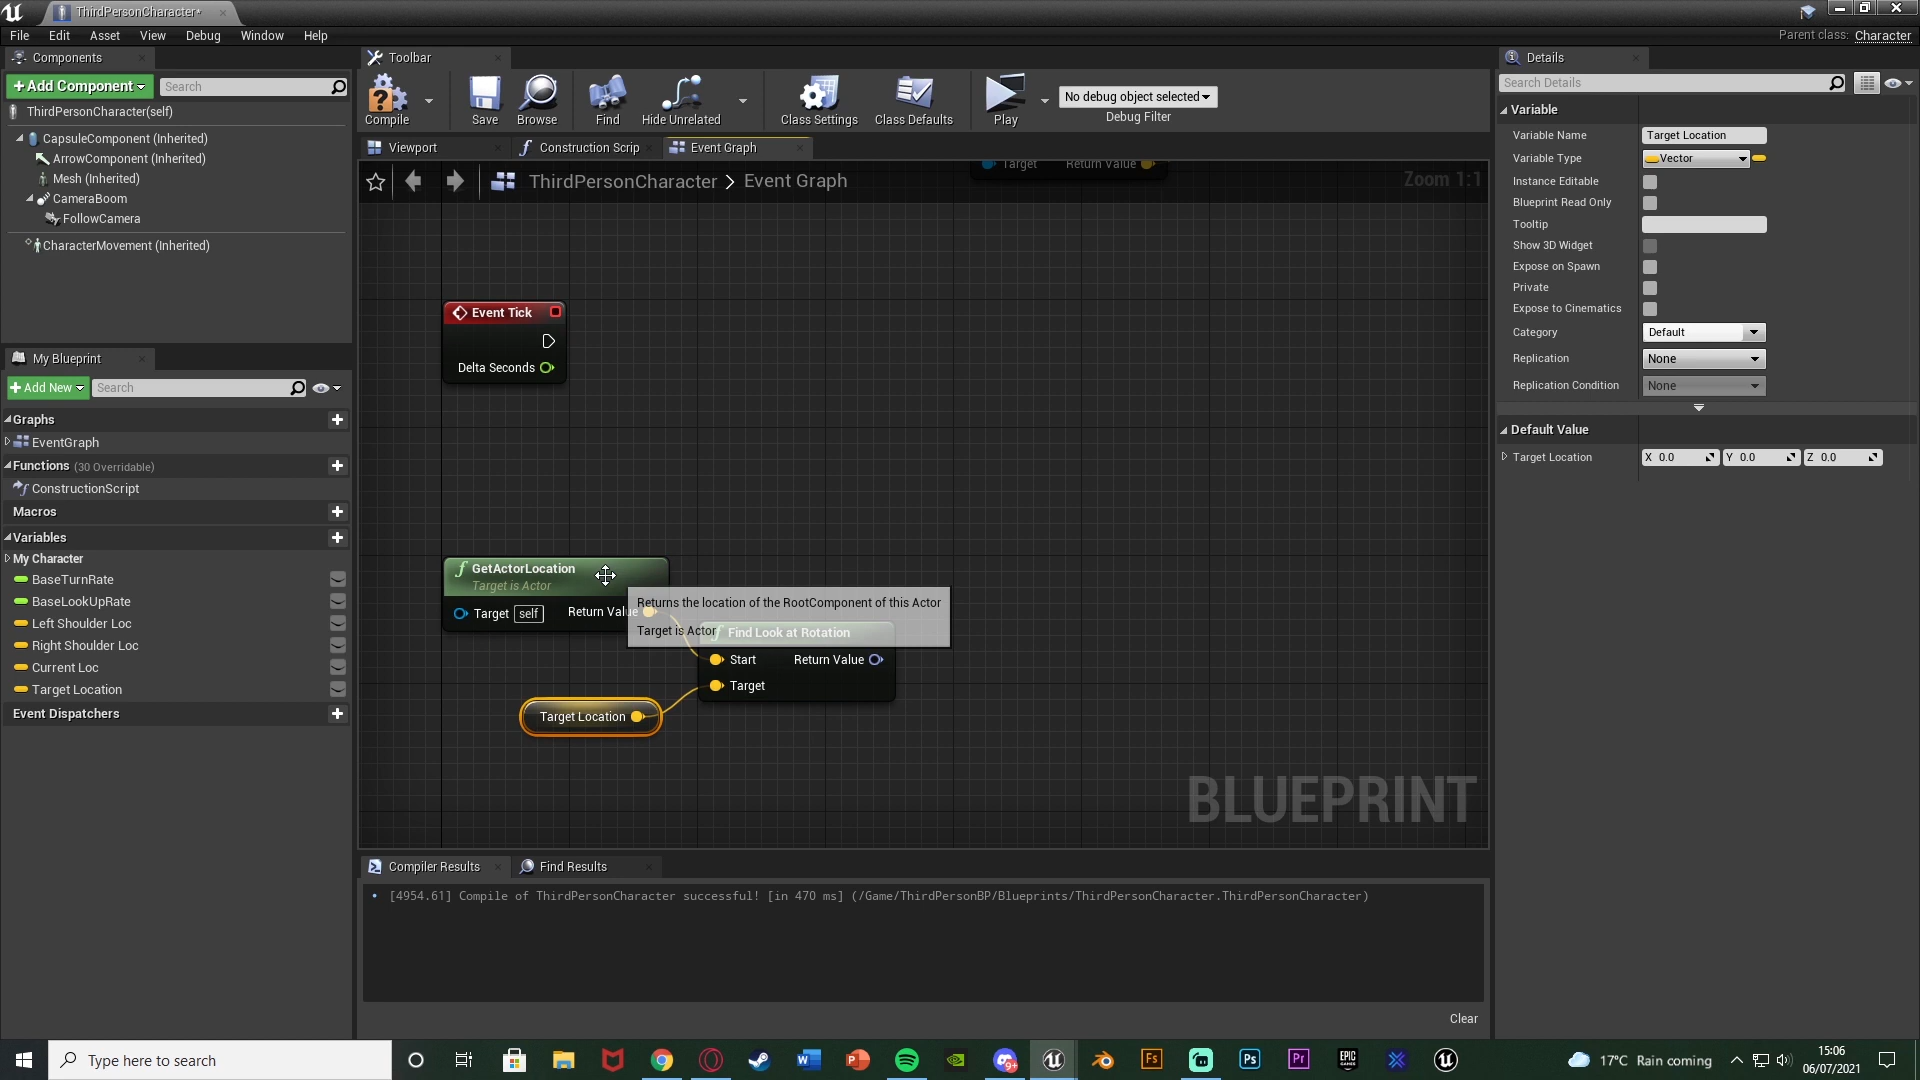 ThirdPersonCharacter*
File Edit Asset View Debug Window Help
Parent class: Character
Components
+Add Component
Search
ThirdPersonCharacter(self)
CapsuleComponent (Inherited)
ArrowComponent (Inherited)
Mesh (Inherited)
CameraBoom
FollowCamera
CharacterMovement (Inherited)
My Blueprint
+Add New
Search
Graphs
EventGraph
Functions (30 Overridable)
ConstructionScript
Macros
Variables
My Character
BaseTurnRate
BaseLookUpRate
Left Shoulder Loc
Right Shoulder Loc
Current Loc
Target Location
Event Dispatchers
Toolbar
Compile Save Browse Find Hide Unrelated Class Settings Class Defaults Play
No debug object selected
Debug Filter
Viewport Construction Scrip Event Graph
ThirdPersonCharacter > Event Graph
Zoom 1:1
Target Return Value
Event Tick
Delta Seconds
GetActorLocation
Target is Actor
Target self Return Value
Returns the location of the RootComponent of this Actor
Target is Actor
Find Look at Rotation
Start Return Value
Target
Target Location
BLUEPRINT
Compiler Results Find Results
[4954.61] Compile of ThirdPersonCharacter successful! [in 470 ms] (/Game/ThirdPersonBP/Blueprints/ThirdPersonCharacter.ThirdPersonCharacter)
Clear
Details
Search Details
Variable
Variable Name Target Location
Variable Type Vector
Instance Editable
Blueprint Read Only
Tooltip
Show 3D Widget
Expose on Spawn
Private
Expose to Cinematics
Category Default
Replication None
Replication Condition None
Default Value
Target Location X 0.0 Y 0.0 Z 0.0
Type here to search
17°C Rain coming
15:06
06/07/2021